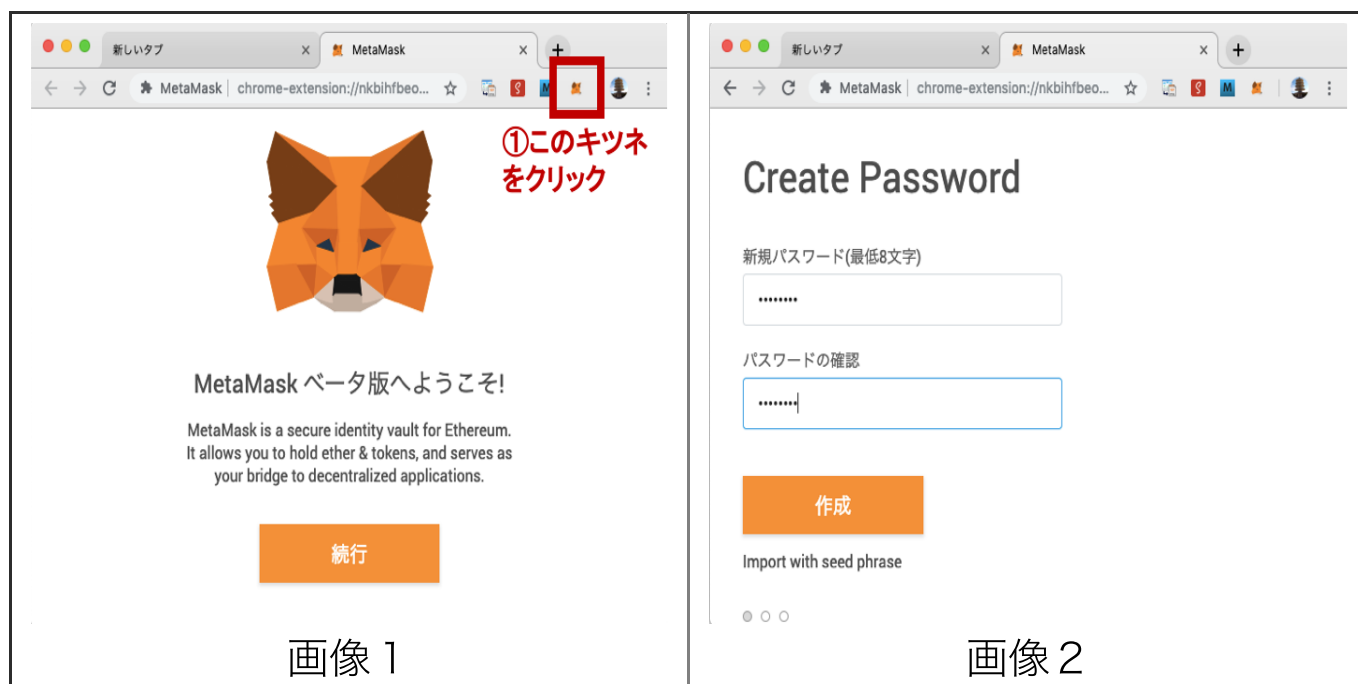 新しいタブ
MetaMask
MetaMask
chrome-extension://nkbihfbeo...
①このキツネ
をクリック
MetaMask ベータ版へようこそ!
MetaMask is a secure identity vault for Ethereum.
It allows you to hold ether & tokens, and serves as
your bridge to decentralized applications.
続行
画像1
新しいタブ
MetaMask
MetaMask
chrome-extension://nkbihfbeo...
S
M
Create Password
新規パスワード(最低8文字)
••••••••
パスワードの確認
••••••••
作成
Import with seed phrase
画像2